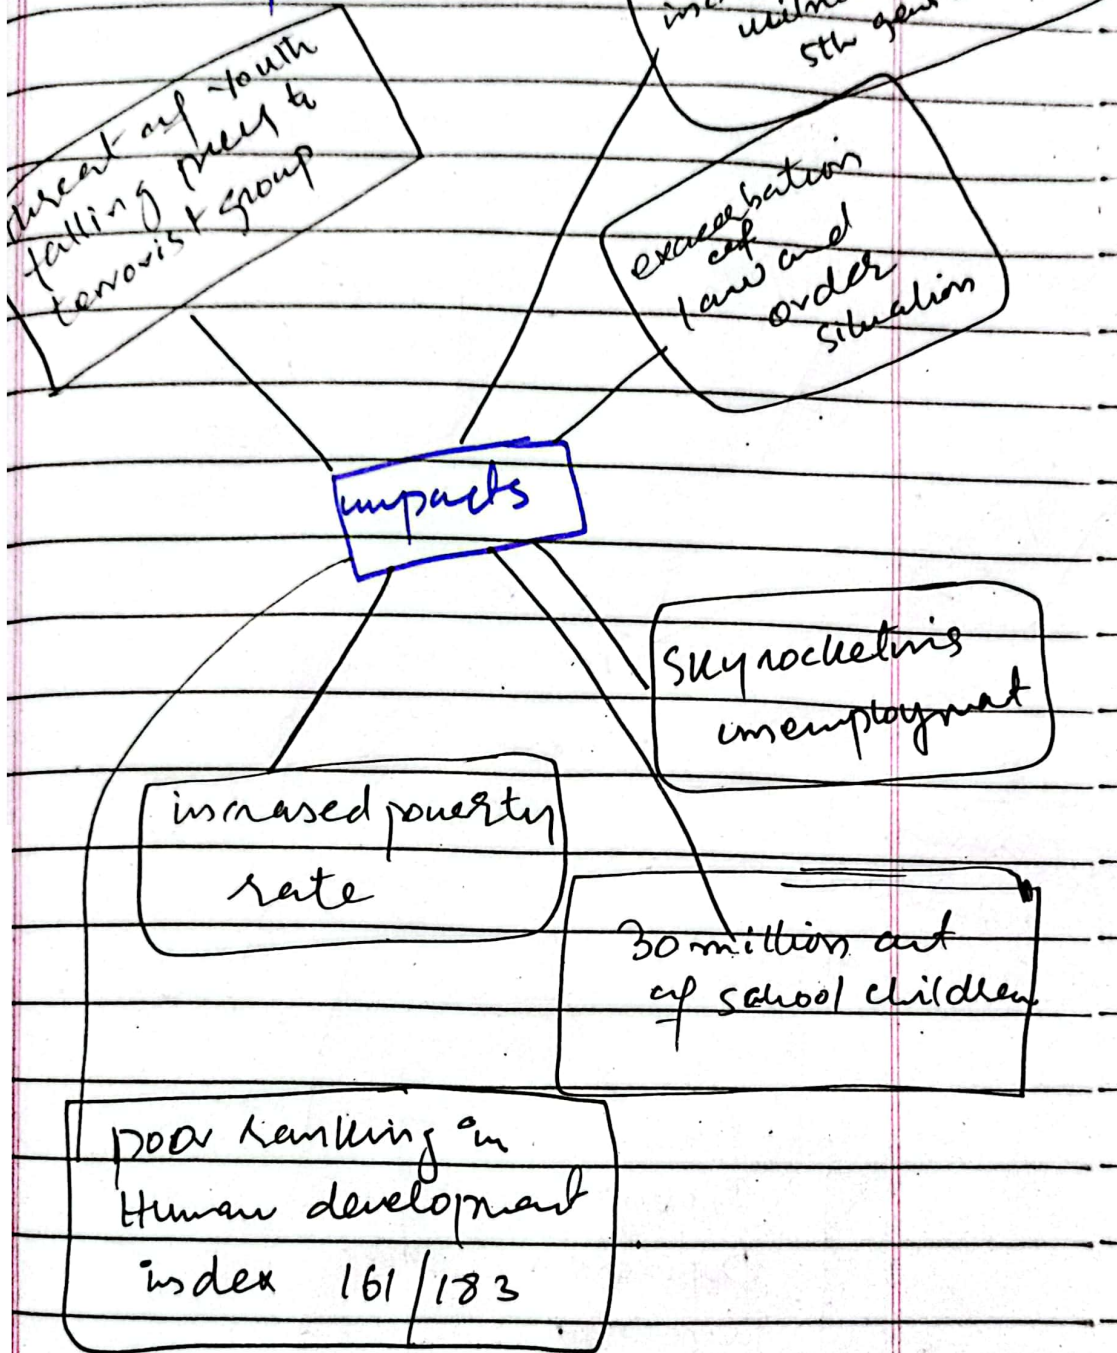 threat of youth
falling prey to
terrorist group
5th gen
exacerbation
of
law and
order
situation
impacts
Skyrocketing
unemployment
increased poverty
rate
30 million out
of school children
poor ranking in
Human development
index 161/183